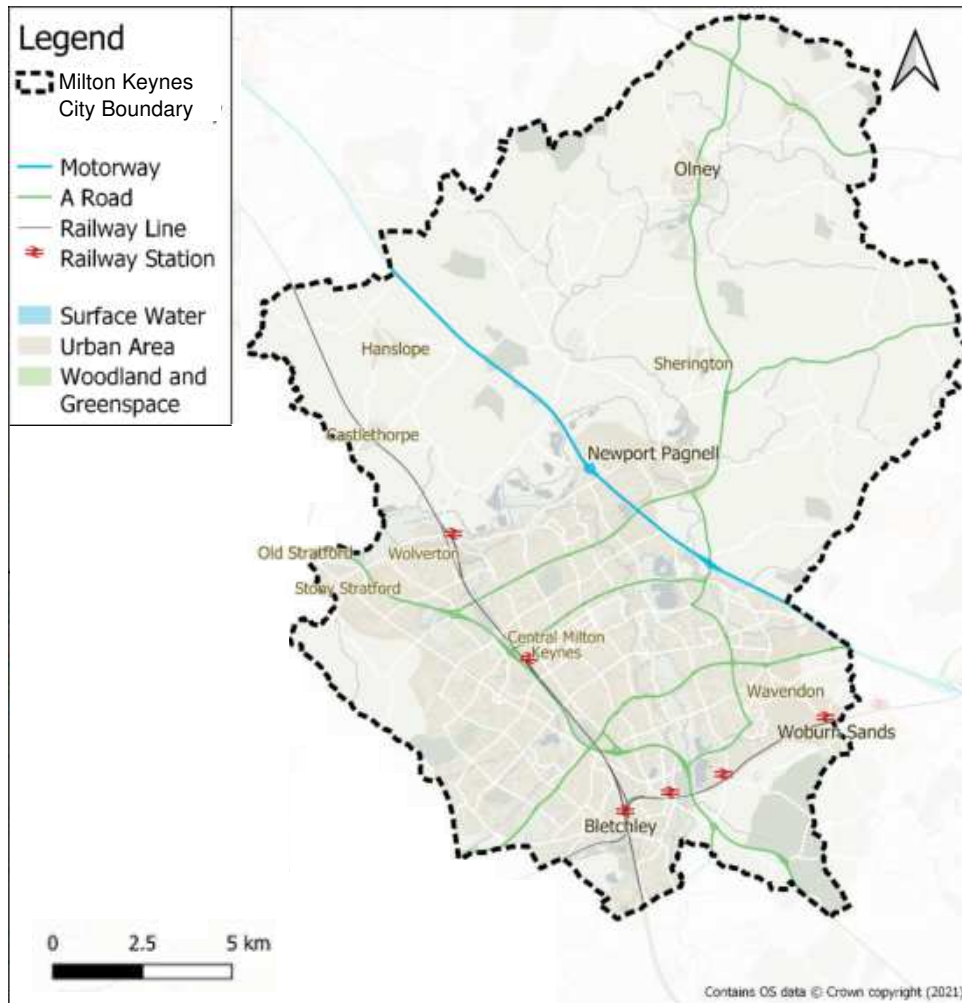 Legend
Milton Keynes
City Boundary
Motorway
A Road
Railway Line
Railway Station
Surface Water
Urban Area
Woodland and
Greenspace
Olney
Hanslope
Sherington
Castlethorpe
Newport Pagnell
Old Stratford
Wolverton
Stony Stratford
Central Milton
Keynes
Wavendon
Woburn Sands
Bletchley
0 2.5 5 km
Contains OS data © Crown copyright (2021)